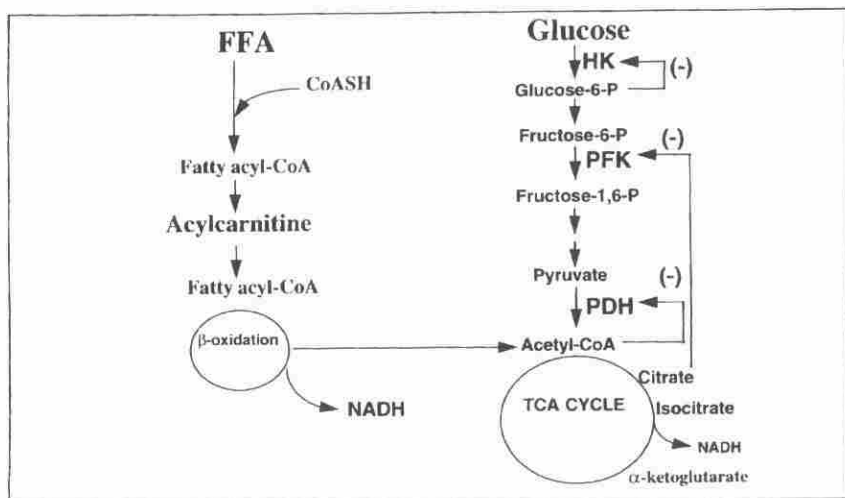 FFA
CoASH
Fatty acyl-CoA
Acylcarnitine
Fatty acyl-CoA
β-oxidation
NADH
Glucose
HK
(-)
Glucose-6-P
Fructose-6-P
(-)
PFK
Fructose-1,6-P
Pyruvate
(-)
PDH
Acetyl-CoA
Citrate
TCA CYCLE
Isocitrate
NADH
α-ketoglutarate